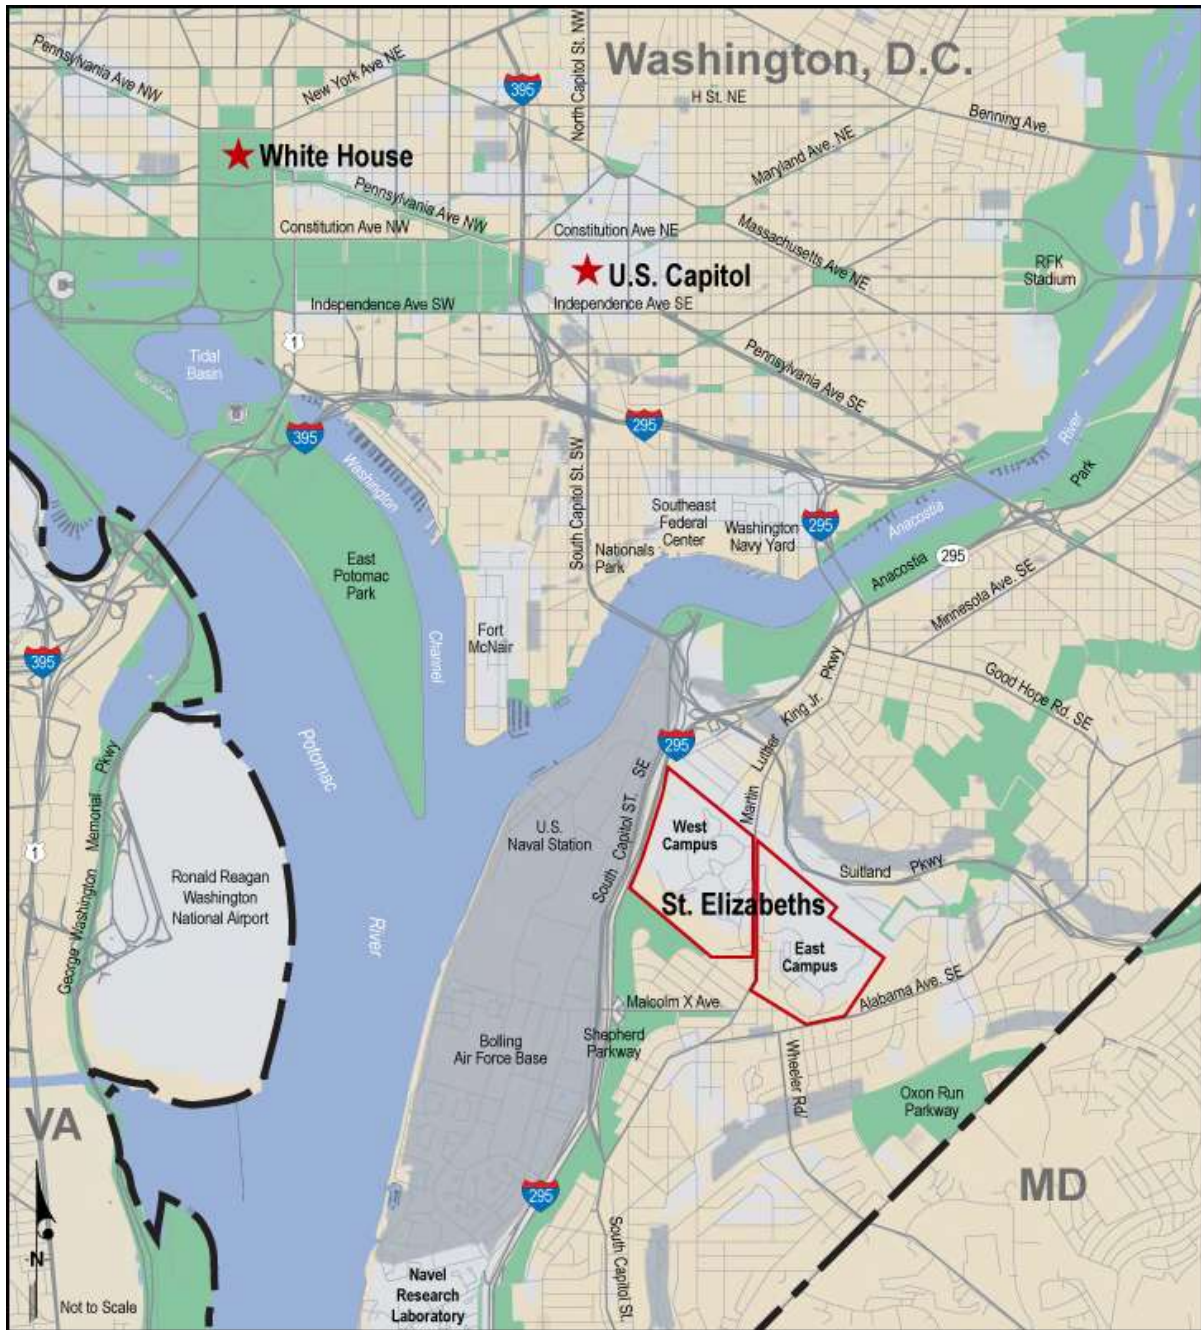 Washington, D.C.
Pennsylvania Ave NW
New York Ave NE
395
North Capitol St. NW
H St. NE
Benning Ave.
White House
Maryland Ave. NE
Pennsylvania Ave NW
Constitution Ave NW
Constitution Ave NE
Massachusetts Ave NE
U.S. Capitol
RFK
Stadium
Independence Ave SW
Independence Ave SE
1
Tidal
Basin
Pennsylvania Ave SE
395
295
Washington
Channel
South Capitol St. SW
Southeast
Federal
Center
Washington
Navy Yard
295
Anacostia
River
Anacostia
Park
295
Nationals
Park
East
Potomac
Park
Minnesota Ave. SE
Fort
McNair
395
Good Hope Rd. SE
Martin Luther King Jr. Pkwy
Potomac
River
295
George Washington Memorial Pkwy
1
U.S.
Naval Station
South Capitol ST. SE
West
Campus
Suitland Pkwy
Ronald Reagan
Washington
National Airport
St. Elizabeths
East
Campus
Alabama Ave. SE
Malcolm X Ave.
Bolling
Air Force Base
Shepherd
Parkway
Wheeler Rd/
Oxon Run
Parkway
VA
MD
295
South Capitol St.
N
Not to Scale
Navel
Research
Laboratory